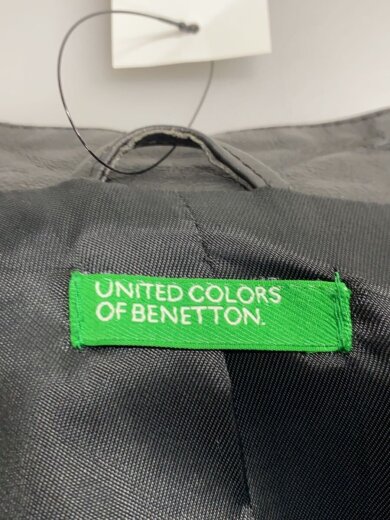 UNITED COLORS
OF BENETTON.